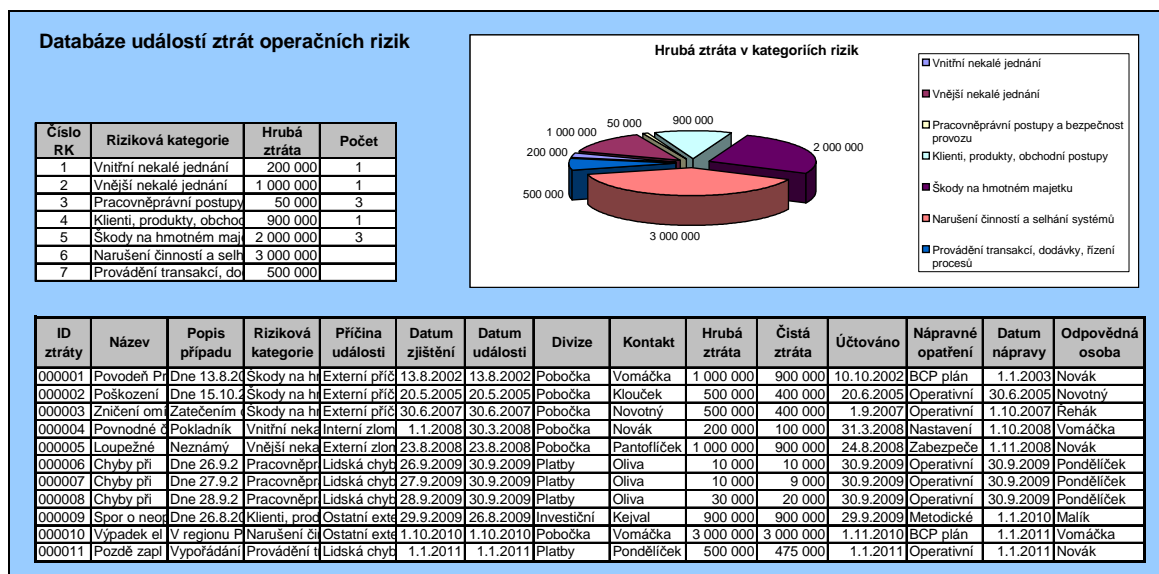 Databáze událostí ztrát operačních rizik
Hrubá ztráta v kategoriích rizik
200 000
1 000 000
50 000
900 000
2 000 000
3 000 000
500 000
Vnitřní nekalé jednání
Vnější nekalé jednání
Pracovněprávní postupy a bezpečnost
provozu
Klienti, produkty, obchodní postupy
Škody na hmotném majetku
Narušení činností a selhání systémů
Provádění transakcí, dodávky, řízení
procesů
Číslo RK Riziková kategorie Hrubá ztráta Počet
1 Vnitřní nekalé jednání 200 000 1
2 Vnější nekalé jednání 1 000 000 1
3 Pracovněprávní postupy 50 000 3
4 Klienti, produkty, obchod 900 000 1
5 Škody na hmotném maje 2 000 000 3
6 Narušení činností a selh 3 000 000
7 Provádění transakcí, do 500 000
ID ztráty Název Popis případu Riziková kategorie Příčina události Datum zjištění Datum události Divize Kontakt Hrubá ztráta Čistá ztráta Účtováno Nápravné opatření Datum nápravy Odpovědná osoba
000001 Povodeň Pr Dne 13.8.20 Škody na h Externí příč 13.8.2002 13.8.2002 Pobočka Vomáčka 1 000 000 900 000 10.10.2002 BCP plán 1.1.2003 Novák
000002 Poškození Dne 15.10.2 Škody na h Externí příč 20.5.2005 20.5.2005 Pobočka Klouček 500 000 400 000 20.6.2005 Operativní 30.6.2005 Novotný
000003 Zničení omí Zatečením Škody na h Externí příč 30.6.2007 30.6.2007 Pobočka Novotný 500 000 400 000 1.9.2007 Operativní 1.10.2007 Řehák
000004 Povnodné č Pokladník Vnitřní neka Interní zlom 1.1.2008 30.3.2008 Pobočka Novák 200 000 100 000 31.3.2008 Nastavení 1.10.2008 Vomáčka
000005 Loupežné Neznámý Vnější neka Externí zlon 23.8.2008 23.8.2008 Pobočka Pantoflíček 1 000 000 900 000 24.8.2008 Zabezpeče 1.11.2008 Novák
000006 Chyby při Dne 26.9.2 Pracovněpr Lidská chyb 26.9.2009 30.9.2009 Platby Oliva 10 000 10 000 30.9.2009 Operativní 30.9.2009 Pondělíček
000007 Chyby při Dne 27.9.2 Pracovněpr Lidská chyb 27.9.2009 30.9.2009 Platby Oliva 10 000 9 000 30.9.2009 Operativní 30.9.2009 Pondělíček
000008 Chyby při Dne 28.9.2 Pracovněpr Lidská chyb 28.9.2009 30.9.2009 Platby Oliva 30 000 20 000 30.9.2009 Operativní 30.9.2009 Pondělíček
000009 Spor o neop Dne 26.8.20 Klienti, prod Ostatní exte 29.9.2009 26.8.2009 Investiční Kejval 900 000 900 000 29.9.2009 Metodické 1.1.2010 Malík
000010 Výpadek el V regionu P Narušení či Ostatní exte 1.10.2010 1.10.2010 Pobočka Vomáčka 3 000 000 3 000 000 1.11.2010 BCP plán 1.1.2011 Vomáčka
000011 Pozdě zapl Vypořádání Provádění t Lidská chyb 1.1.2011 1.1.2011 Platby Pondělíček 500 000 475 000 1.1.2011 Operativní 1.1.2011 Novák